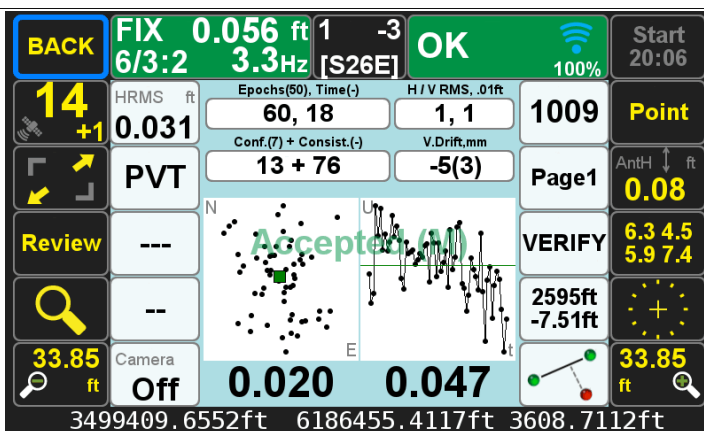 BACK
FIX 0.056 ft
6/3:2 3.3Hz
1 -3
[S26E]
OK
100%
Start
20:06
14
+1
HRMS ft
0.031
Epochs(50), Time(-)
60, 18
H / V RMS, .01ft
1, 1
1009
Point
Conf.(7) + Consist.(-)
13 + 76
V.Drift,mm
-5(3)
PVT
Page1
AntH ft
0.08
Review
---
N
U
Accepted (M)
VERIFY
6.3 4.5
5.9 7.4
--
2595ft
-7.51ft
E
t
33.85
ft
Camera
Off
0.020
0.047
33.85
ft
3499409.6552ft 6186455.4117ft 3608.7112ft